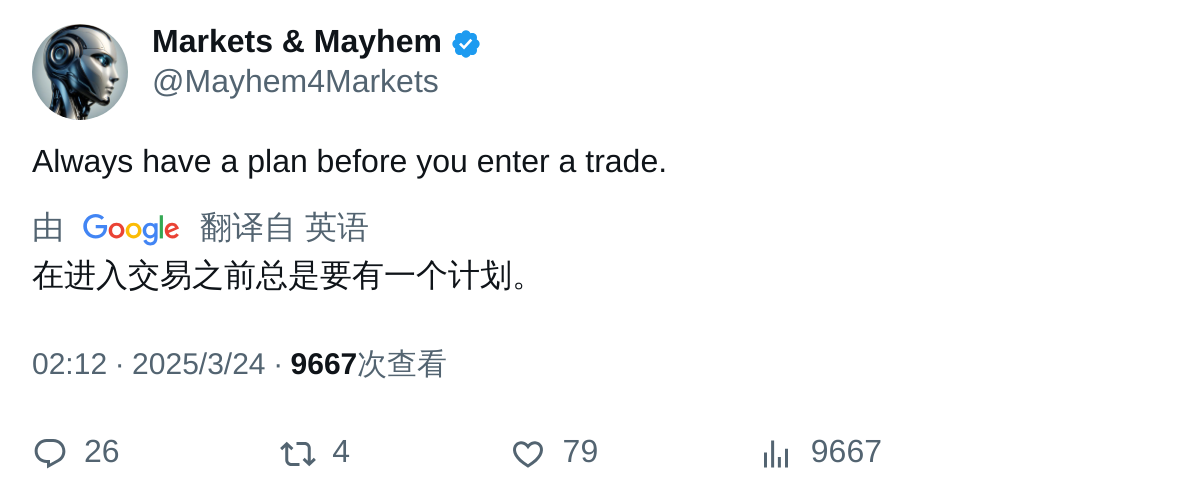 Markets & Mayhem
@Mayhem4Markets
Always have a plan before you enter a trade.
由 Google 翻译自 英语
在进入交易之前总是要有一个计划。
02:12 · 2025/3/24 · 9667次查看
26 4 79 9667